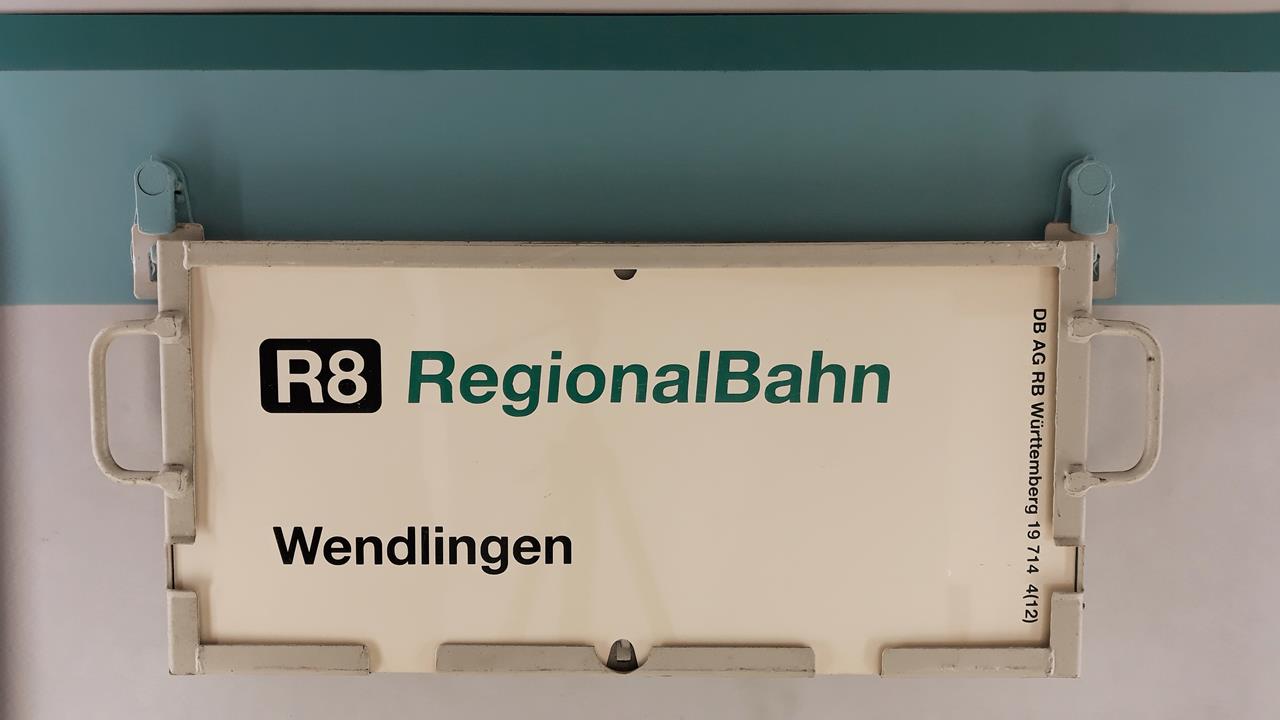 R8 RegionalBahn
Wendlingen
DB AG RB Württemberg 19 714 4(12)